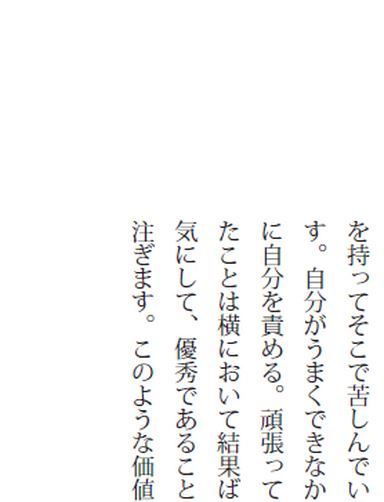 を持ってそこで苦しんでい
す。自分がうまくできなか
に自分を責める。頑張って
たことは横において結果ば
気にして、優秀であること
注ぎます。このような価値